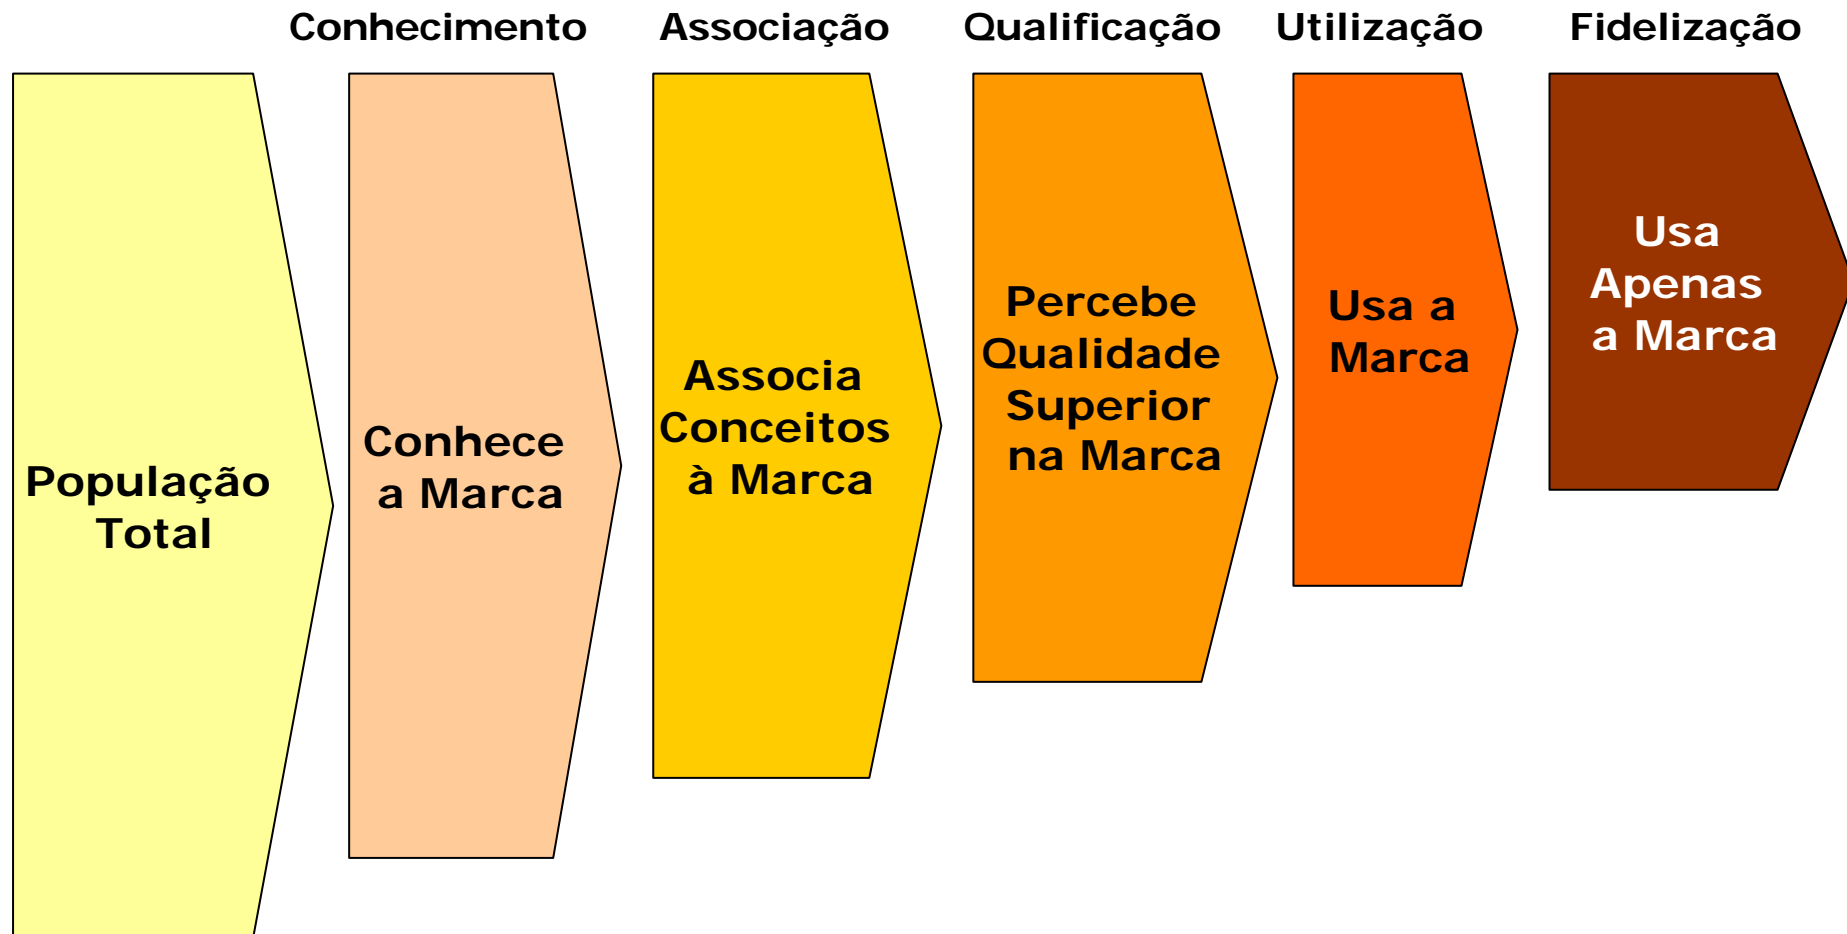 Conhecimento Associação Qualificação Utilização Fidelização
População
Total
Conhece
a Marca
Associa
Conceitos
à Marca
Percebe
Qualidade
Superior
na Marca
Usa a
Marca
Usa
Apenas
a Marca